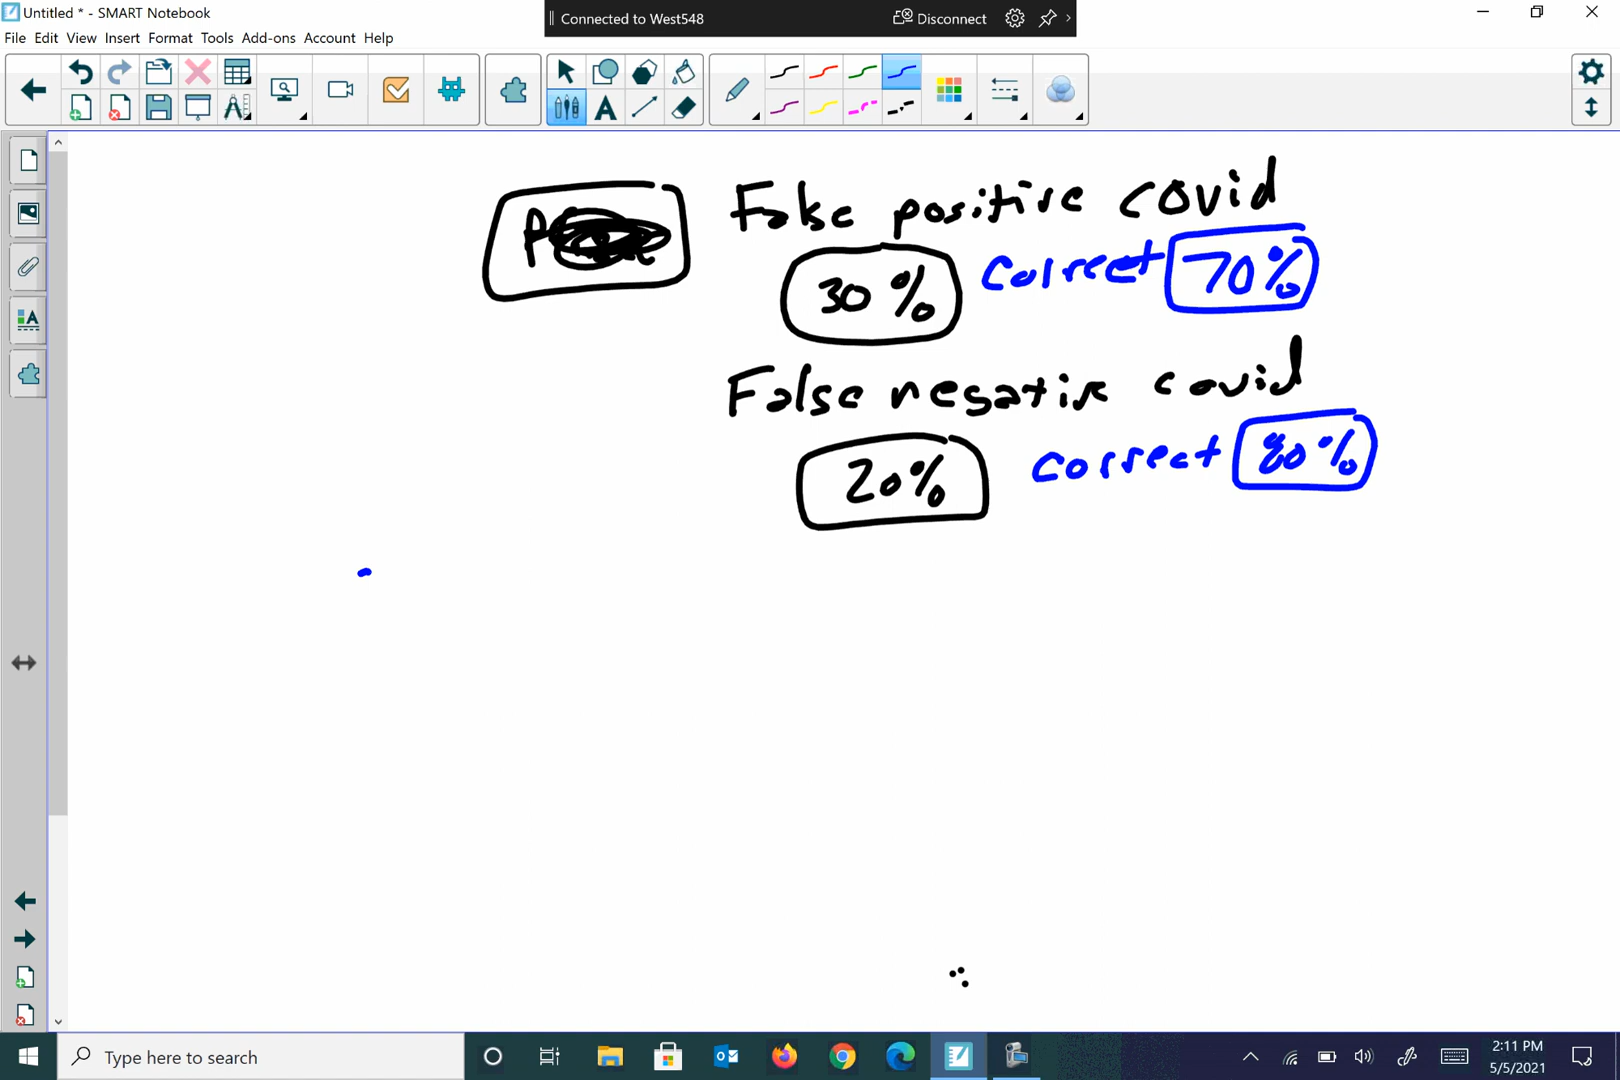 Untitled * - SMART Notebook
Connected to West548
Disconnect
File Edit View Insert Format Tools Add-ons Account Help
False positive covid
30% correct 70%
False negative covid
20% correct 80%
Type here to search
2:11 PM
5/5/2021